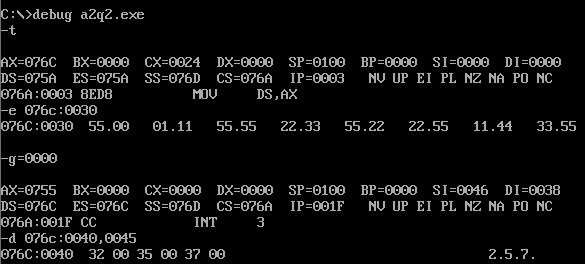 C:\>debug a2q2.exe
-t
AX=076C  BX=0000  CX=0024  DX=0000  SP=0100  BP=0000  SI=0000  DI=0000
DS=075A  ES=075A  SS=076D  CS=076A  IP=0003   NV UP EI PL NZ NA PO NC
076A:0003 8ED8          MOV     DS,AX
-e 076c:0030
076C:0030  55.00   01.11   55.55   22.33   55.22   22.55   11.44   33.55
-g=0000
AX=0755  BX=0000  CX=0000  DX=0000  SP=0100  BP=0000  SI=0046  DI=0038
DS=076C  ES=076C  SS=076D  CS=076A  IP=001F   NV UP EI PL NZ NA PO NC
076A:001F CC            INT     3
-d 076c:0040,0045
076C:0040  32 00 35 00 37 00                                 2.5.7.